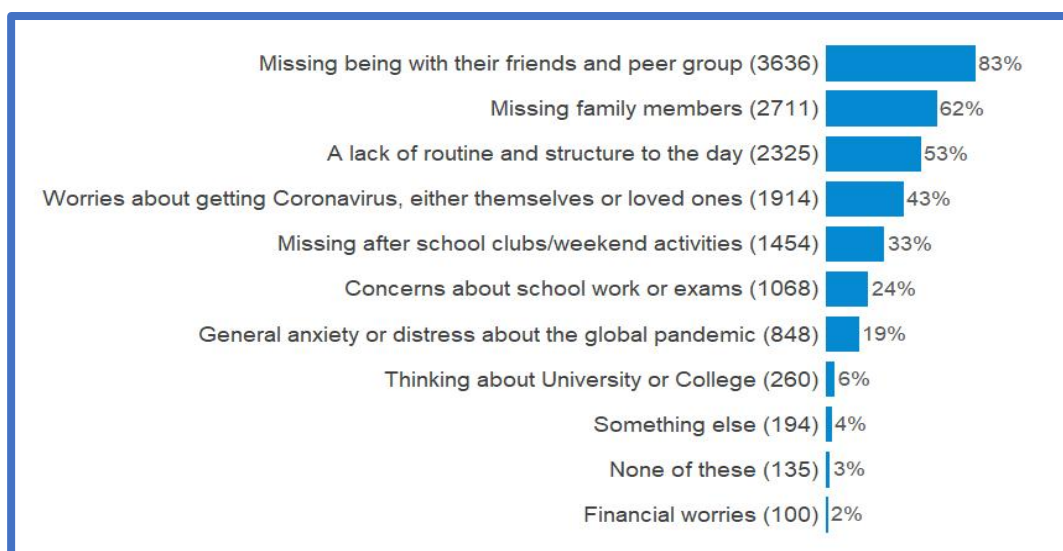 Missing being with their friends and peer group (3636) 83%
Missing family members (2711) 62%
A lack of routine and structure to the day (2325) 53%
Worries about getting Coronavirus, either themselves or loved ones (1914) 43%
Missing after school clubs/weekend activities (1454) 33%
Concerns about school work or exams (1068) 24%
General anxiety or distress about the global pandemic (848) 19%
Thinking about University or College (260) 6%
Something else (194) 4%
None of these (135) 3%
Financial worries (100) 2%